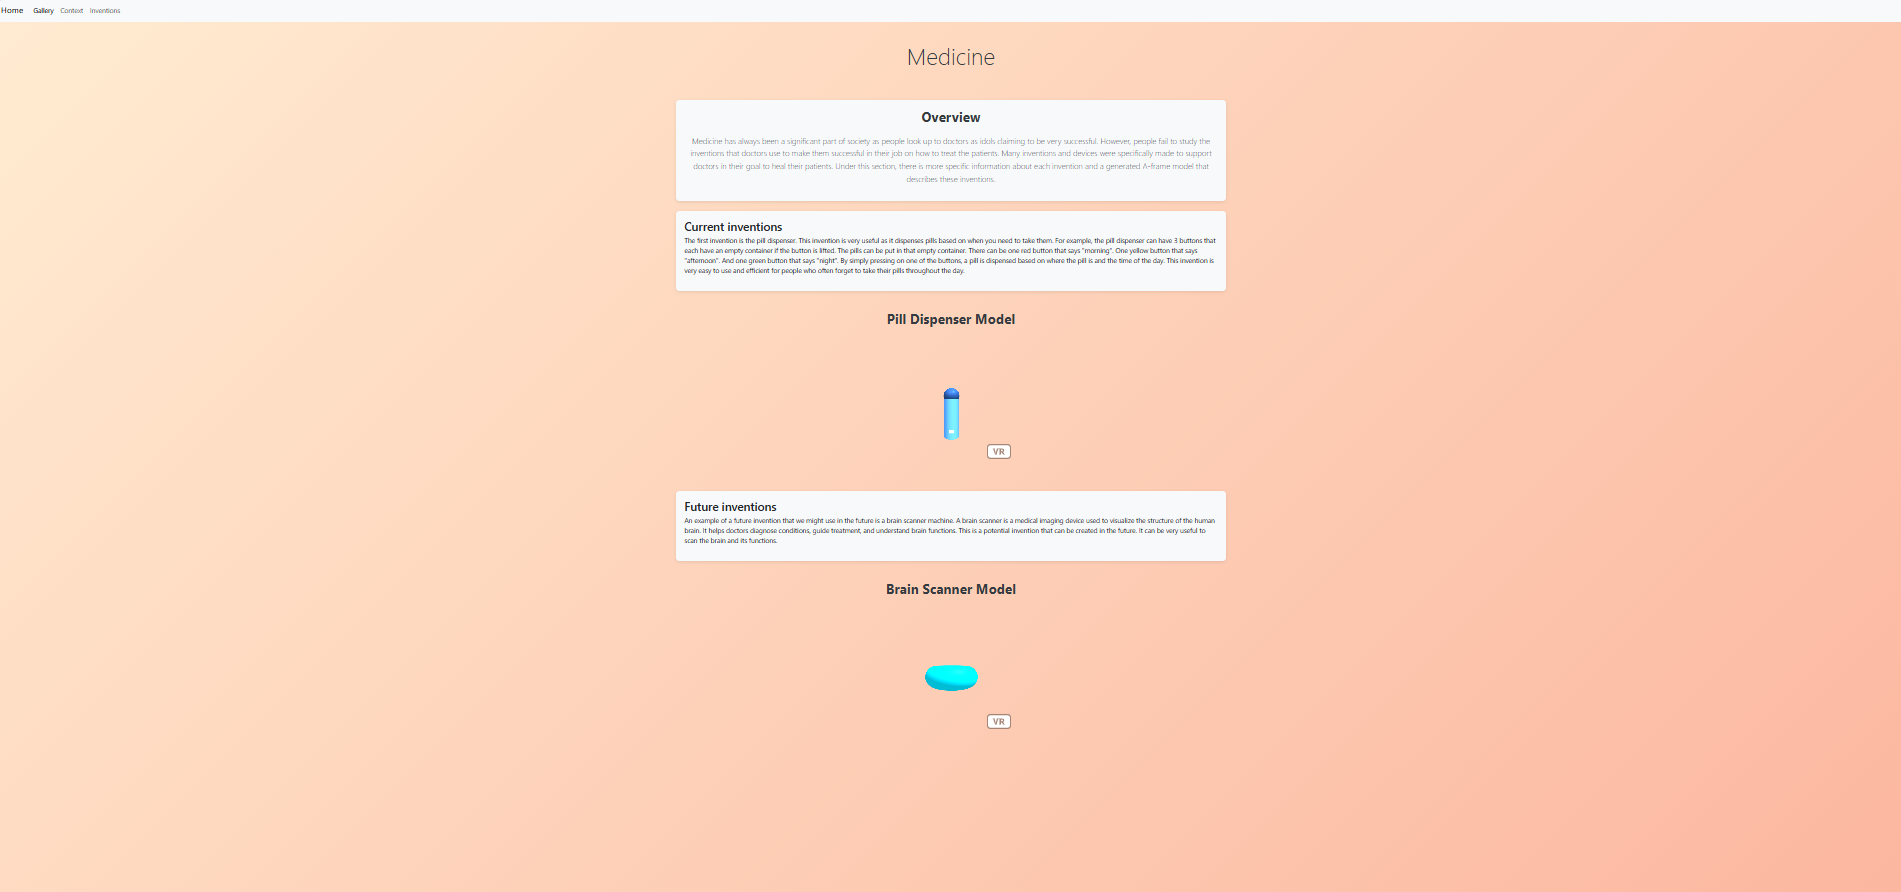 Home Gallery Context Inventions
Medicine
Overview
Medicine has always been a significant part of society as people look up to doctors as idols claiming to be very successful. However, people fail to study the
inventions that doctors use to make them successful in their job on how to treat the patients. Many inventions and devices were specifically made to support
doctors in their goal to heal their patients. Under this section, there is more specific information about each invention and a generated A-frame model that
describes these inventions.
Current inventions
The first invention is the pill dispenser. This invention is very useful as it dispenses pills based on when you need to take them. For example, the pill dispenser can have 3 buttons that
each have an empty container if the button is lifted. The pills can be put in that empty container. There can be one red button that says "morning". One yellow button that says
"afternoon". And one green button that says "night". By simply pressing on one of the buttons, a pill is dispensed based on where the pill is and the time of the day. This invention is
very easy to use and efficient for people who often forget to take their pills throughout the day.
Pill Dispenser Model
VR
Future inventions
An example of a future invention that we might use in the future is a brain scanner machine. A brain scanner is a medical imaging device used to visualize the structure of the human
brain. It helps doctors diagnose conditions, guide treatment, and understand brain functions. This is a potential invention that can be created in the future. It can be very useful to
scan the brain and its functions.
Brain Scanner Model
VR